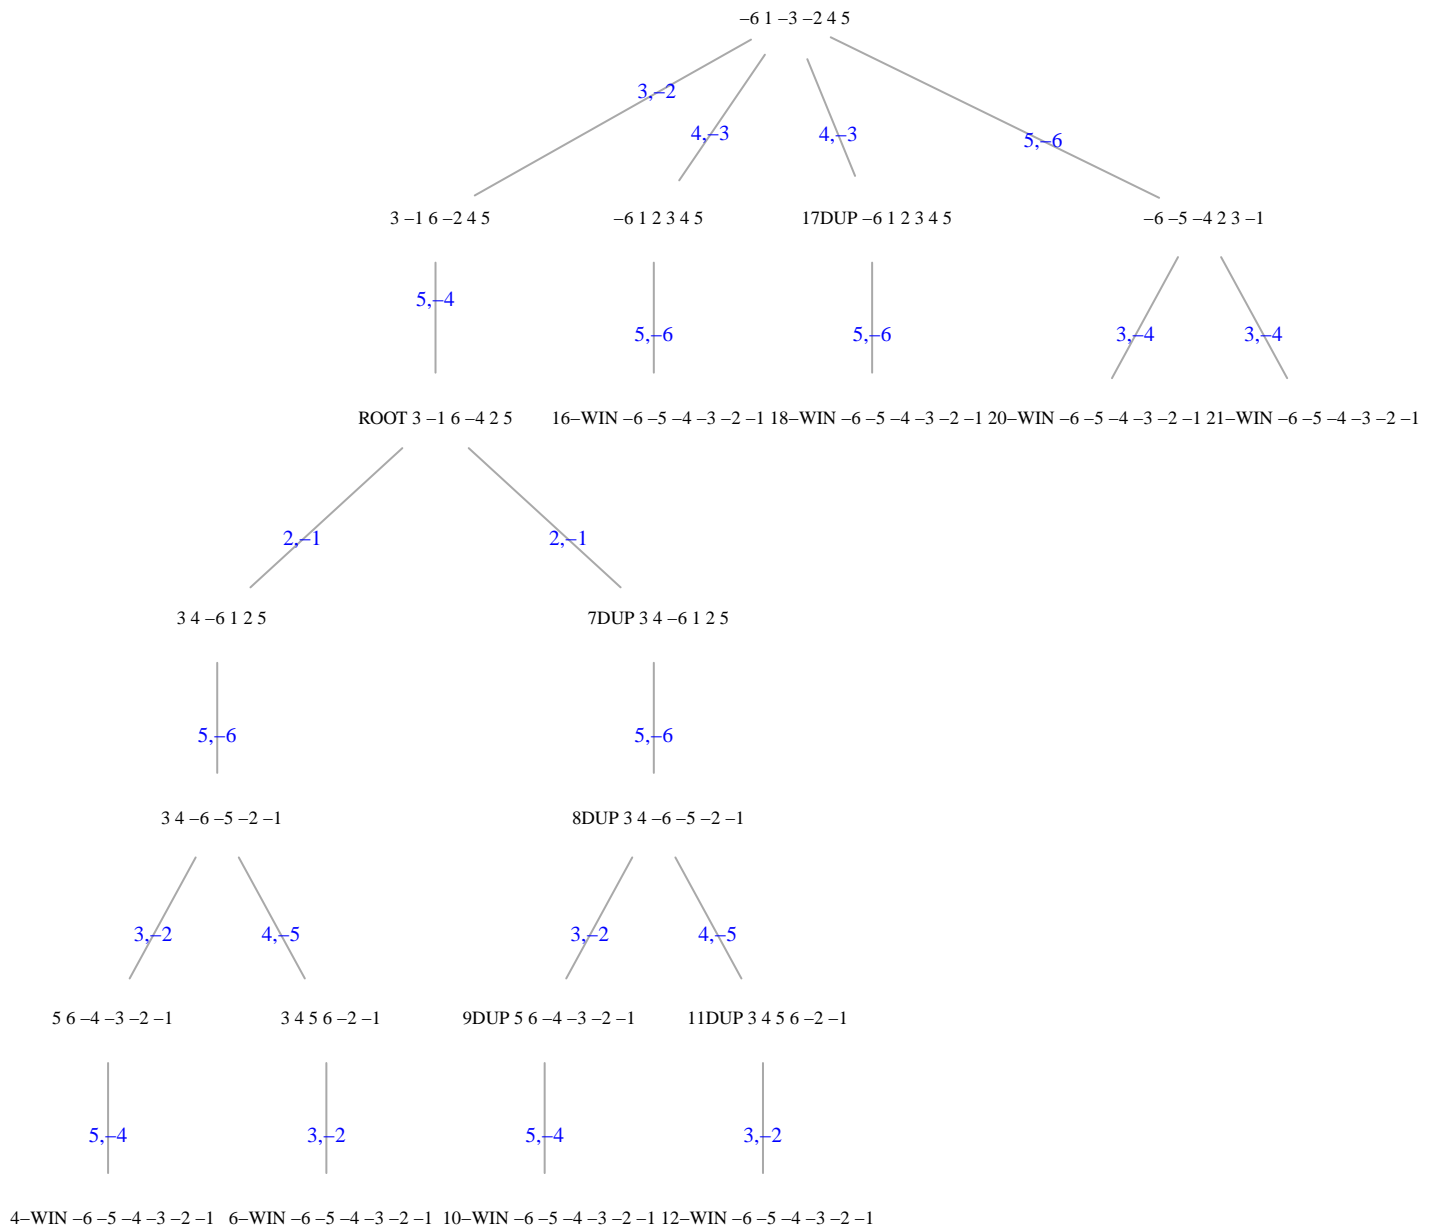 –6 1 –3 –2 4 5
3,–2
4,–3 4,–3
5,–6
3 –1 6 –2 4 5 –6 1 2 3 4 5 17DUP –6 1 2 3 4 5 –6 –5 –4 2 3 –1
5,–4
5,–6 5,–6 3,–4 3,–4
ROOT 3 –1 6 –4 2 5 16–WIN –6 –5 –4 –3 –2 –1 18–WIN –6 –5 –4 –3 –2 –1 20–WIN –6 –5 –4 –3 –2 –1 21–WIN –6 –5 –4 –3 –2 –1
2,–1 2,–1
3 4 –6 1 2 5 7DUP 3 4 –6 1 2 5
5,–6 5,–6
3 4 –6 –5 –2 –1 8DUP 3 4 –6 –5 –2 –1
3,–2 4,–5 3,–2 4,–5
5 6 –4 –3 –2 –1 3 4 5 6 –2 –1 9DUP 5 6 –4 –3 –2 –1 11DUP 3 4 5 6 –2 –1
5,–4 3,–2 5,–4 3,–2
4–WIN –6 –5 –4 –3 –2 –1 6–WIN –6 –5 –4 –3 –2 –1 10–WIN –6 –5 –4 –3 –2 –1 12–WIN –6 –5 –4 –3 –2 –1